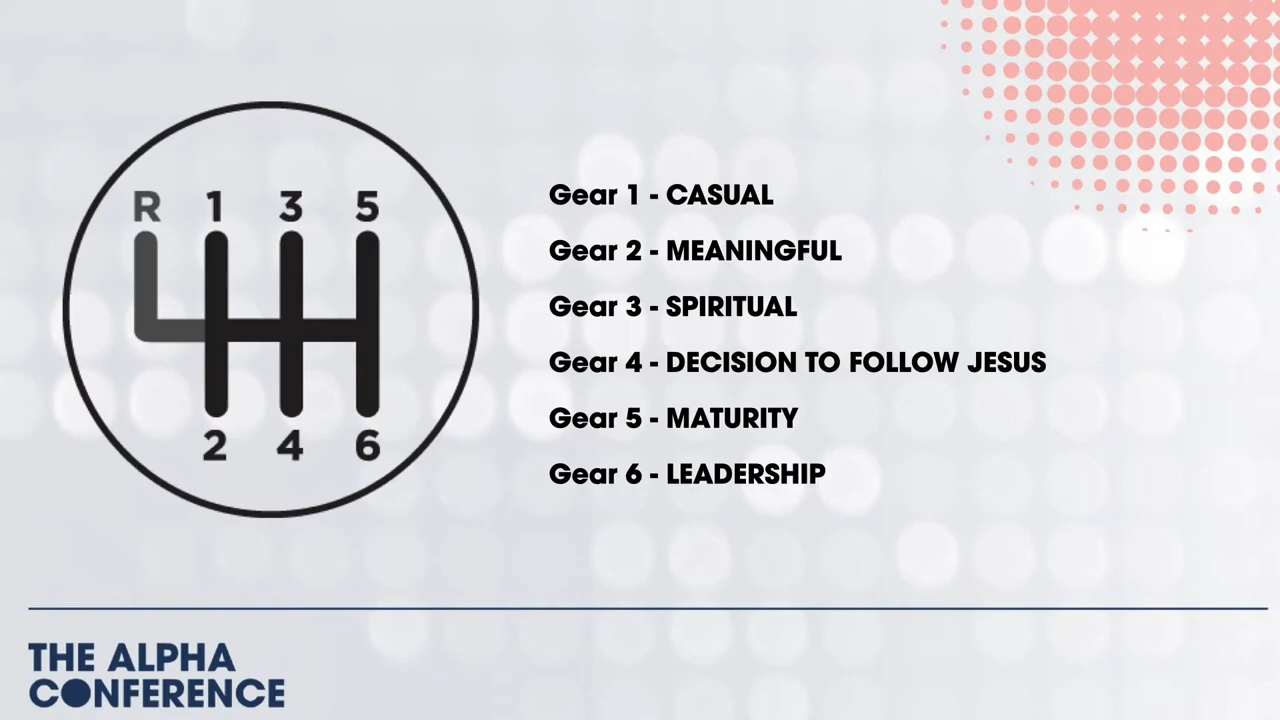 R 1 3 5
2 4 6
Gear 1 - CASUAL
Gear 2 - MEANINGFUL
Gear 3 - SPIRITUAL
Gear 4 - DECISION TO FOLLOW JESUS
Gear 5 - MATURITY
Gear 6 - LEADERSHIP
THE ALPHA
CONFERENCE